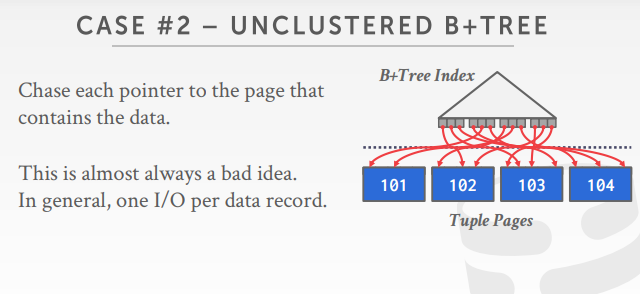 CASE #2 – UNCLUSTERED B+TREE
Chase each pointer to the page that
contains the data.
This is almost always a bad idea.
In general, one I/O per data record.
B+Tree Index
101 102 103 104
Tuple Pages